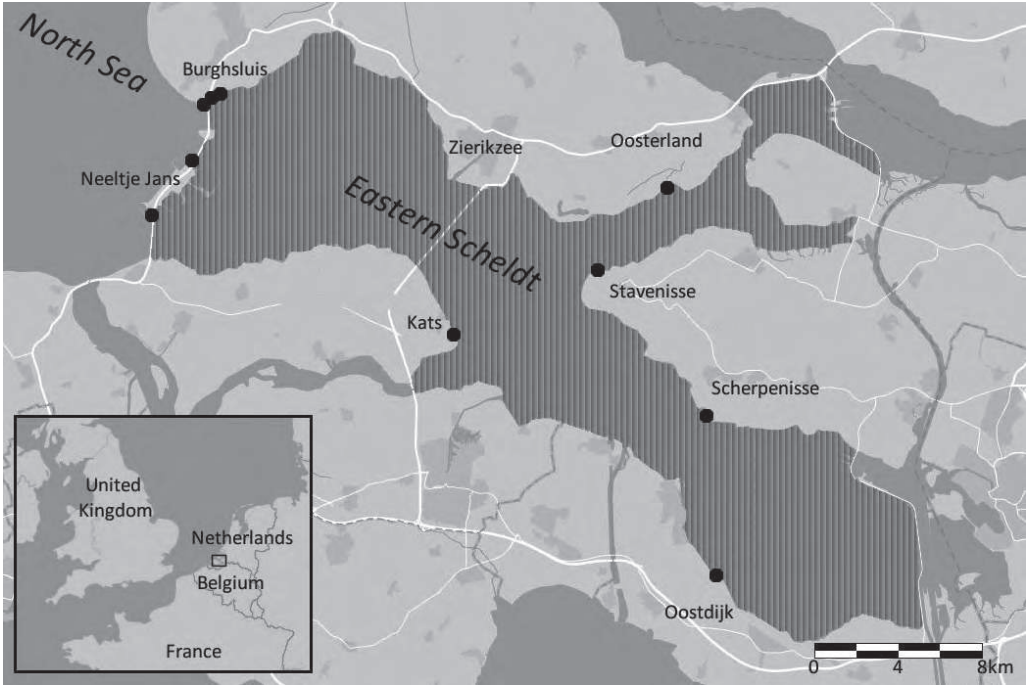 North Sea
Burghsluis
Neeltje Jans
Zierikzee
Oosterland
Eastern Scheldt
Stavenisse
Kats
Scherpenisse
Oostdijk
United
Kingdom
Netherlands
Belgium
France
0 4 8km